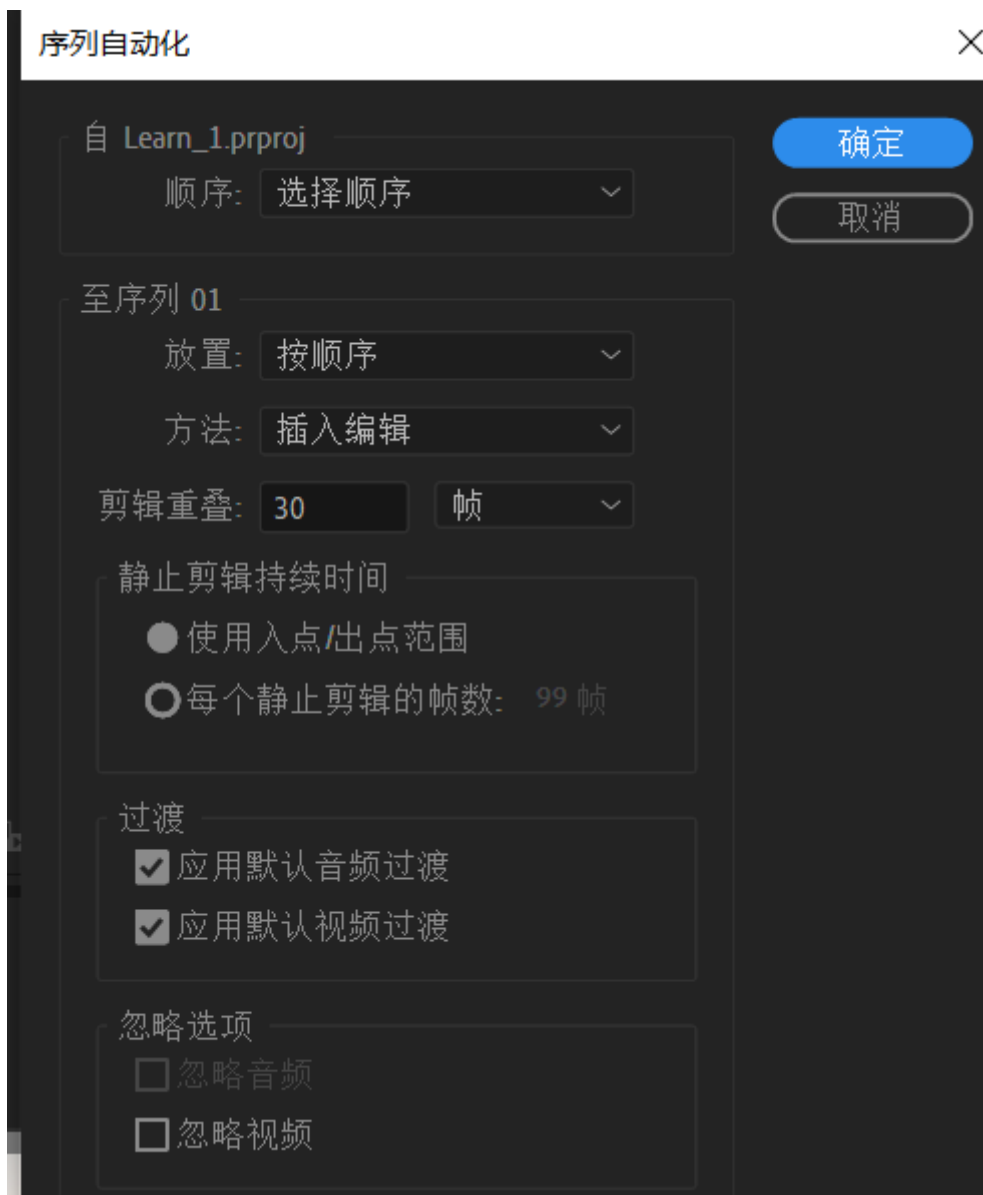 序列自动化
自 Learn_1.prproj
确定
顺序: 选择顺序
取消
至序列 01
放置: 按顺序
方法: 插入编辑
剪辑重叠: 30 帧
静止剪辑持续时间
使用入点/出点范围
每个静止剪辑的帧数: 99 帧
过渡
应用默认音频过渡
应用默认视频过渡
忽略选项
忽略音频
忽略视频